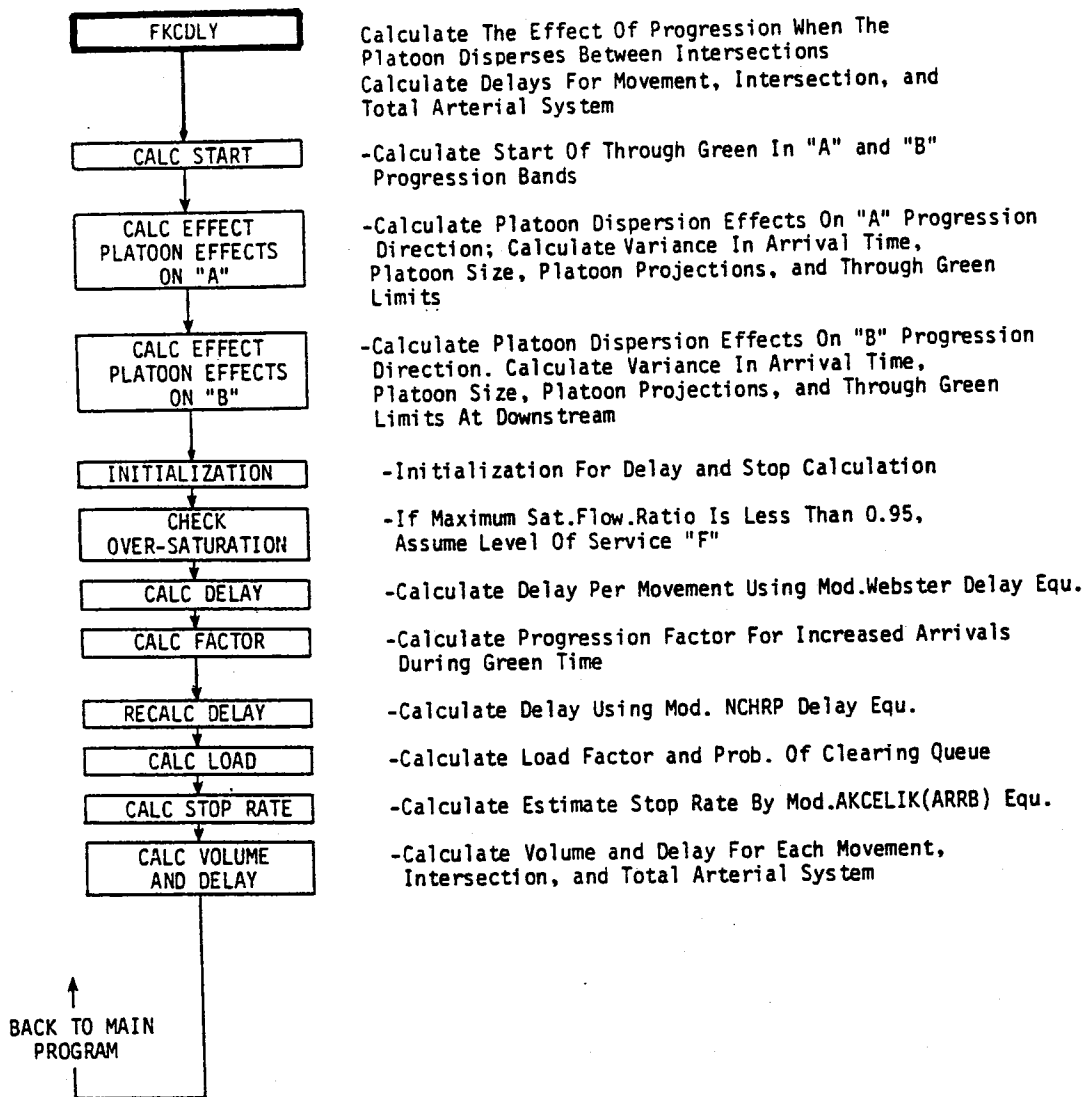 FKCDLY
Calculate The Effect Of Progression When The
Platoon Disperses Between Intersections
Calculate Delays For Movement, Intersection, and
Total Arterial System
CALC START
-Calculate Start Of Through Green In "A" and "B"
Progression Bands
CALC EFFECT
PLATOON EFFECTS
ON "A"
-Calculate Platoon Dispersion Effects On "A" Progression
Direction; Calculate Variance In Arrival Time,
Platoon Size, Platoon Projections, and Through Green
Limits
CALC EFFECT
PLATOON EFFECTS
ON "B"
-Calculate Platoon Dispersion Effects On "B" Progression
Direction. Calculate Variance In Arrival Time,
Platoon Size, Platoon Projections, and Through Green
Limits At Downstream
INITIALIZATION
-Initialization For Delay and Stop Calculation
CHECK
OVER-SATURATION
-If Maximum Sat.Flow.Ratio Is Less Than 0.95,
Assume Level Of Service "F"
CALC DELAY
-Calculate Delay Per Movement Using Mod.Webster Delay Equ.
CALC FACTOR
-Calculate Progression Factor For Increased Arrivals
During Green Time
RECALC DELAY
-Calculate Delay Using Mod. NCHRP Delay Equ.
CALC LOAD
-Calculate Load Factor and Prob. Of Clearing Queue
CALC STOP RATE
-Calculate Estimate Stop Rate By Mod.AKCELIK(ARRB) Equ.
CALC VOLUME
AND DELAY
-Calculate Volume and Delay For Each Movement,
Intersection, and Total Arterial System
BACK TO MAIN
PROGRAM